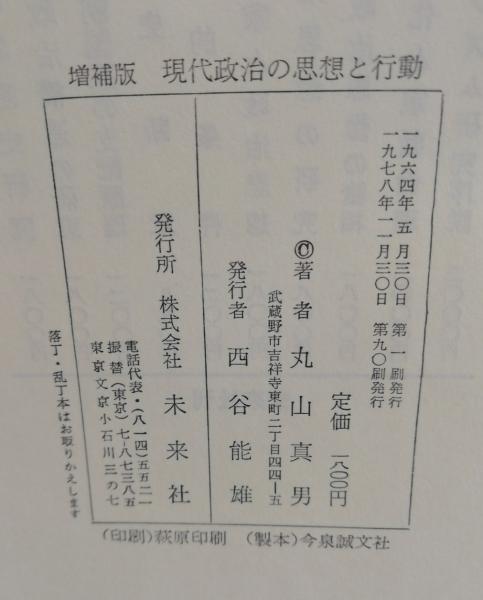 増補版　現代政治の思想と行動
一九六四年　五　月三〇日　第　一　刷発行
一九七八年一一月三〇日　第九〇刷発行
定価　一八〇〇円
©著　者　丸　山　真　男
武蔵野市吉祥寺東町二丁目四四—五
発行者　西　谷　能　雄
発行所　株式会社　未　来　社
電話代表・(八一四)五五二一
振　替(東京)七—八七三八五
東京文京小石川三の七
落丁・乱丁本はお取りかえします
(印刷)萩原印刷　(製本)今泉誠文社